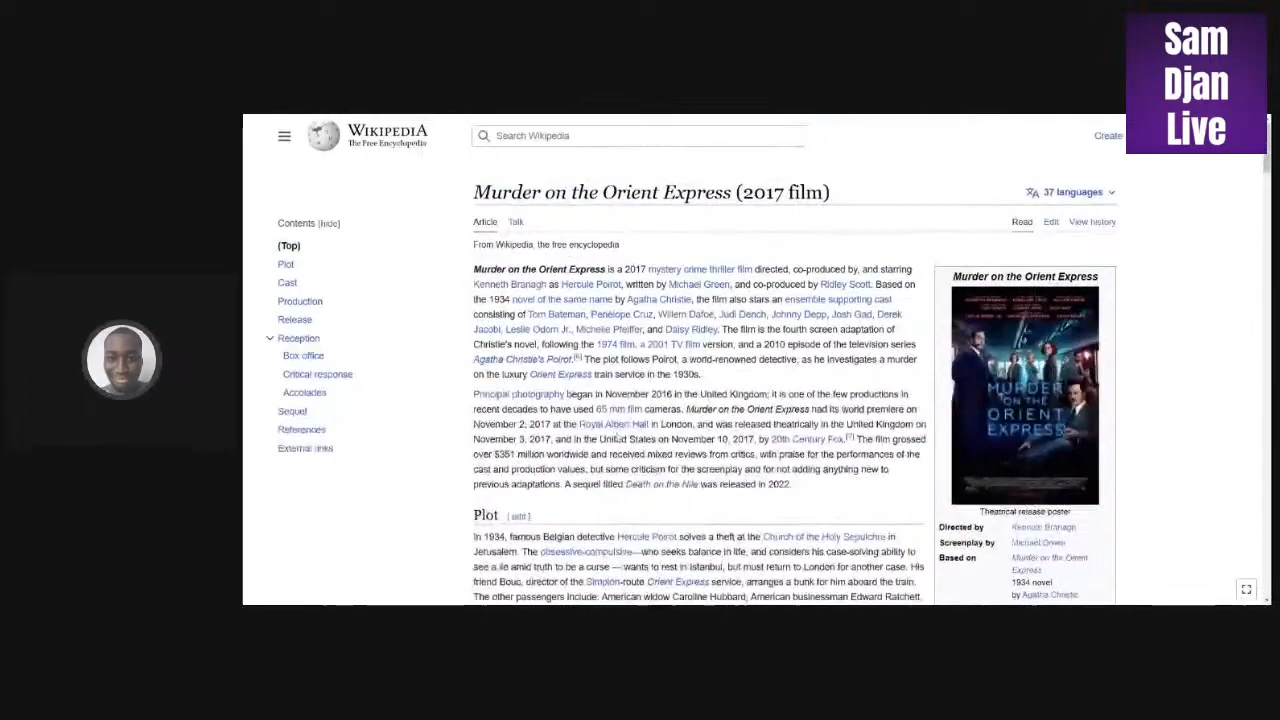 Sam
Djan
Live
WIKIPEDIA
The Free Encyclopedia
Search Wikipedia
Create
Murder on the Orient Express (2017 film)
37 languages
Contents [hide]
(Top)
Plot
Cast
Production
Release
Reception
Box office
Critical response
Accolades
Sequel
References
External links
Article Talk
Read Edit View history
From Wikipedia, the free encyclopedia
Murder on the Orient Express is a 2017 mystery crime thriller film directed, co-produced by, and starring
Kenneth Branagh as Hercule Poirot, written by Michael Green, and co-produced by Ridley Scott. Based on
the 1934 novel of the same name by Agatha Christie, the film also stars an ensemble supporting cast
consisting of Tom Bateman, Penélope Cruz, Willem Dafoe, Judi Dench, Johnny Depp, Josh Gad, Derek
Jacobi, Leslie Odom Jr., Michelle Pfeiffer, and Daisy Ridley. The film is the fourth screen adaptation of
Christie's novel, following the 1974 film, a 2001 TV film version, and a 2010 episode of the television series
Agatha Christie's Poirot.[6] The plot follows Poirot, a world-renowned detective, as he investigates a murder
on the luxury Orient Express train service in the 1930s.
Principal photography began in November 2016 in the United Kingdom; it is one of the few productions in
recent decades to have used 65 mm film cameras. Murder on the Orient Express had its world premiere on
November 2, 2017 at the Royal Albert Hall in London, and was released theatrically in the United Kingdom on
November 3, 2017, and in the United States on November 10, 2017, by 20th Century Fox.[7] The film grossed
over $351 million worldwide and received mixed reviews from critics, with praise for the performances of the
cast and production values, but some criticism for the screenplay and for not adding anything new to
previous adaptations. A sequel titled Death on the Nile was released in 2022.
Plot [edit]
In 1934, famous Belgian detective Hercule Poirot solves a theft at the Church of the Holy Sepulchre in
Jerusalem. The obsessive-compulsive—who seeks balance in life, and considers his case-solving ability to
see a lie amid truth to be a curse — wants to rest in Istanbul, but must return to London for another case. His
friend Bouc, director of the Simplon-route Orient Express service, arranges a bunk for him aboard the train.
The other passengers include: American widow Caroline Hubbard, American businessman Edward Ratchett,
Murder on the Orient Express
MURDER
ON THE
ORIENT
EXPRESS
Theatrical release poster
Directed by Kenneth Branagh
Screenplay by Michael Green
Based on Murder on the Orient
Express
1934 novel
by Agatha Christie